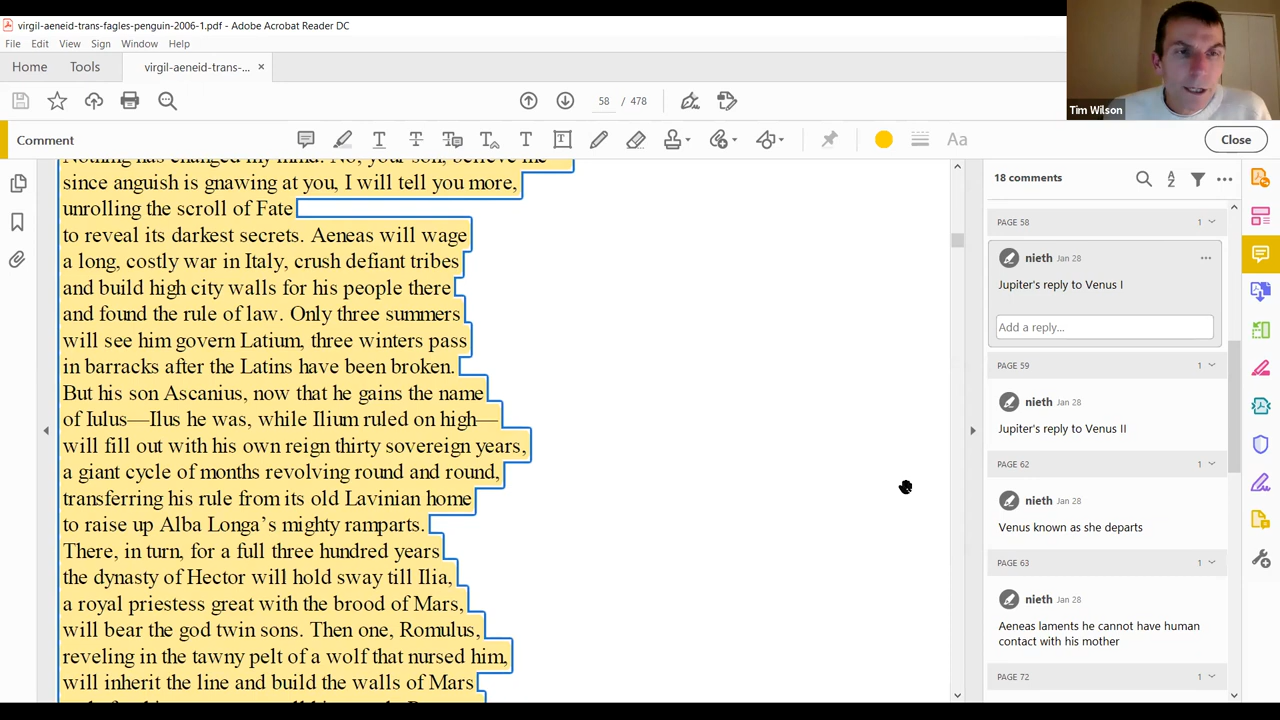 virgil-aeneid-trans-fagles-penguin-2006-1.pdf - Adobe Acrobat Reader DC
File Edit View Sign Window Help
Home Tools virgil-aeneid-trans-... ×
58 / 478
Tim Wilson
Comment
T T T T T Aa Close
Nothing has changed my mind. No, your son, believe me—
since anguish is gnawing at you, I will tell you more,
unrolling the scroll of Fate
to reveal its darkest secrets. Aeneas will wage
a long, costly war in Italy, crush defiant tribes
and build high city walls for his people there
and found the rule of law. Only three summers
will see him govern Latium, three winters pass
in barracks after the Latins have been broken.
But his son Ascanius, now that he gains the name
of Iulus—Ilus he was, while Ilium ruled on high—
will fill out with his own reign thirty sovereign years,
a giant cycle of months revolving round and round,
transferring his rule from its old Lavinian home
to raise up Alba Longa's mighty ramparts.
There, in turn, for a full three hundred years
the dynasty of Hector will hold sway till Ilia,
a royal priestess great with the brood of Mars,
will bear the god twin sons. Then one, Romulus,
reveling in the tawny pelt of a wolf that nursed him,
will inherit the line and build the walls of Mars
18 comments
PAGE 58 1
nieth Jan 28 ...
Jupiter's reply to Venus I
Add a reply...
PAGE 59 1
nieth Jan 28
Jupiter's reply to Venus II
PAGE 62 1
nieth Jan 28
Venus known as she departs
PAGE 63 1
nieth Jan 28
Aeneas laments he cannot have human
contact with his mother
PAGE 72 1